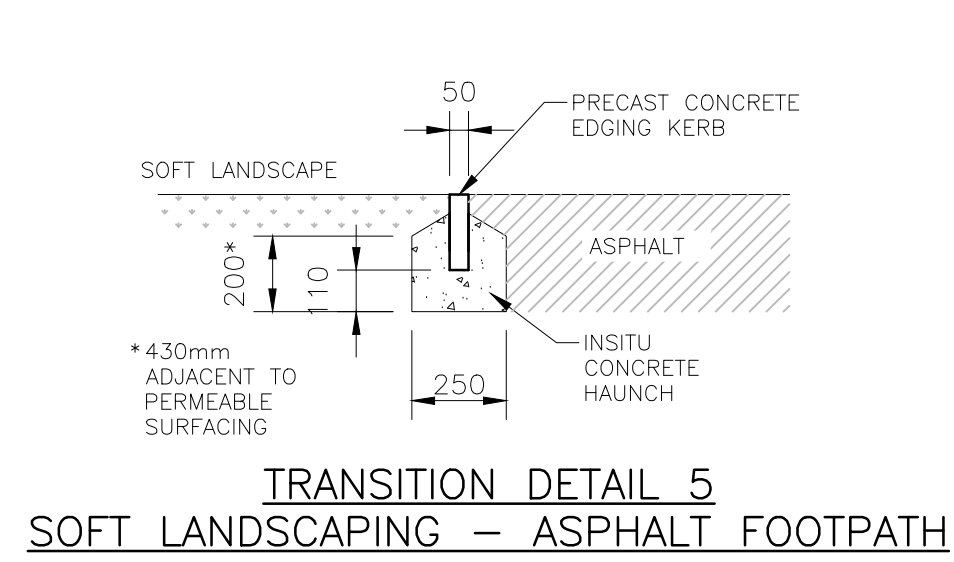 50
PRECAST CONCRETE
EDGING KERB
SOFT LANDSCAPE
ASPHALT
200*
110
INSITU
CONCRETE
HAUNCH
*430mm
ADJACENT TO
PERMEABLE
SURFACING
250
TRANSITION DETAIL 5
SOFT LANDSCAPING – ASPHALT FOOTPATH